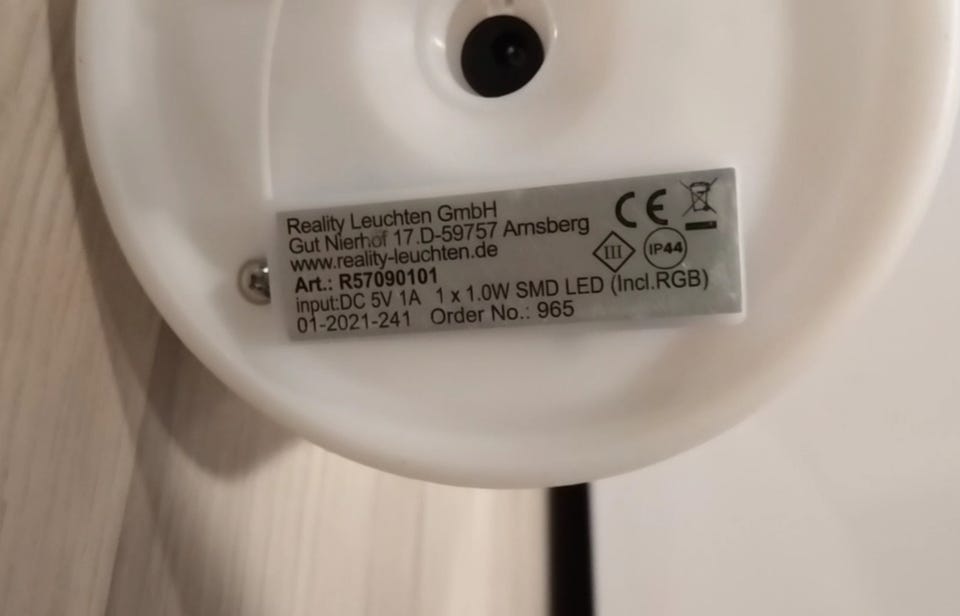 Reality Leuchten GmbH
Gut Nierhof 17.D-59757 Arnsberg
www.reality-leuchten.de
Art.: R57090101
input:DC 5V 1A 1 x 1.0W SMD LED (Incl.RGB)
01-2021-241 Order No.: 965
CE
III
IP44